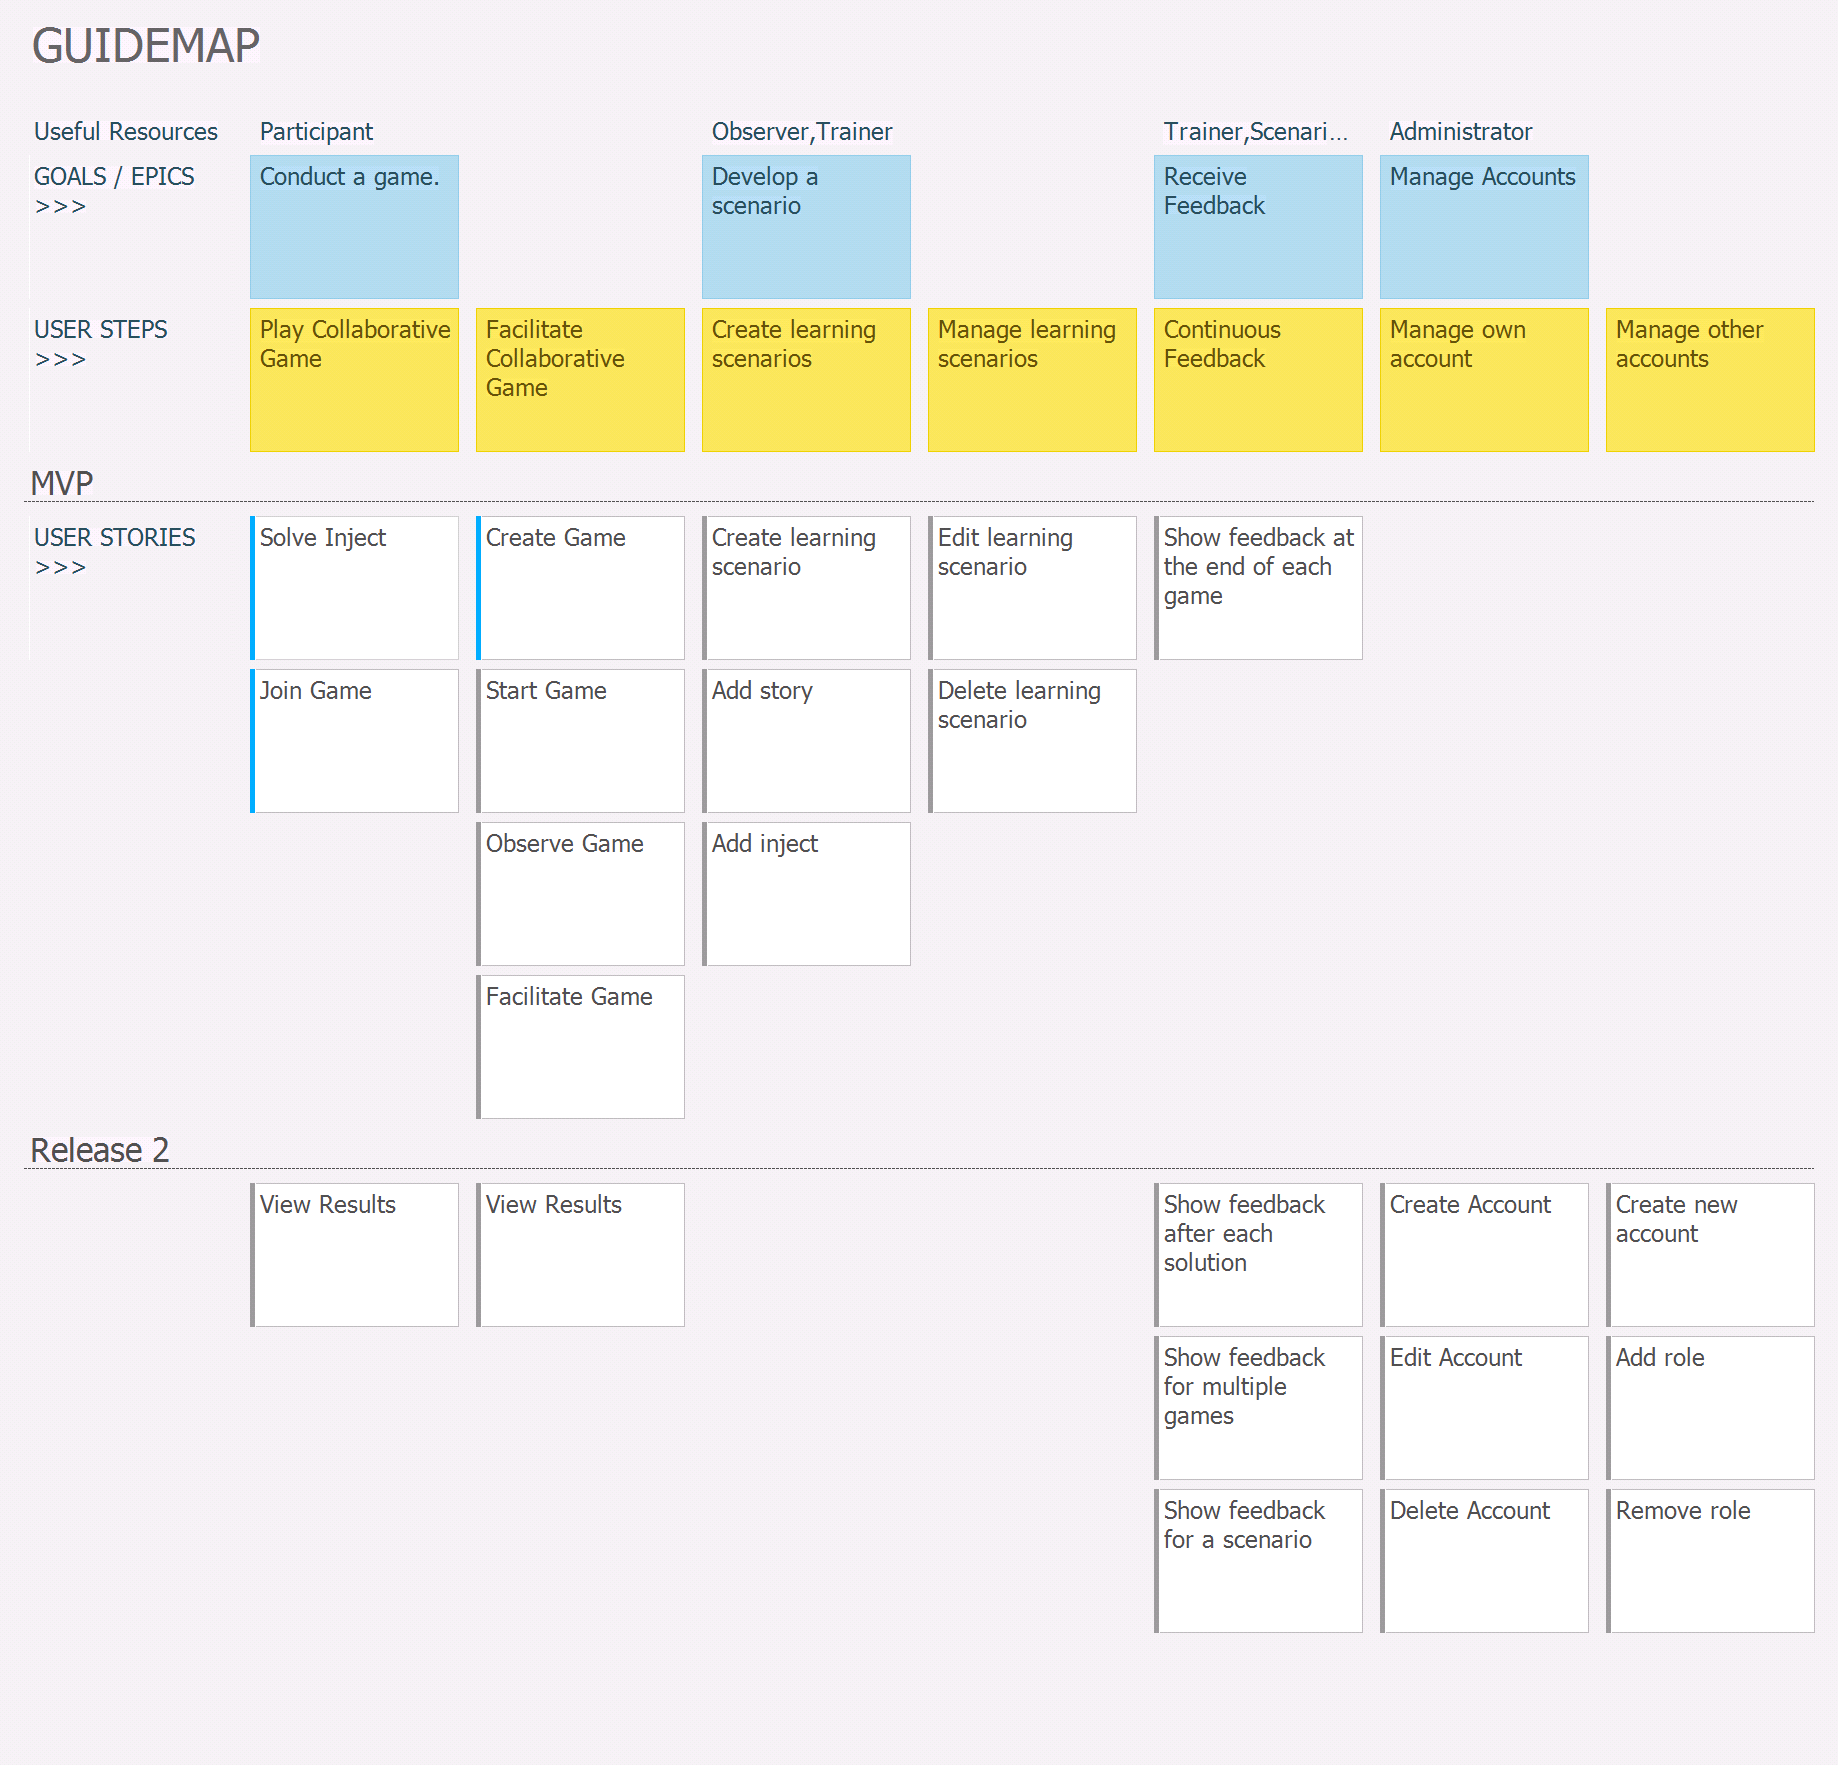 GUIDEMAP
Useful Resources
Participant
Observer,Trainer
Trainer,Scenari...
Administrator
GOALS / EPICS
>>>
Conduct a game.
Develop a
scenario
Receive
Feedback
Manage Accounts
USER STEPS
>>>
Play Collaborative
Game
Facilitate
Collaborative
Game
Create learning
scenarios
Manage learning
scenarios
Continuous
Feedback
Manage own
account
Manage other
accounts
MVP
USER STORIES
>>>
Solve Inject
Create Game
Create learning
scenario
Edit learning
scenario
Show feedback at
the end of each
game
Join Game
Start Game
Add story
Delete learning
scenario
Observe Game
Add inject
Facilitate Game
Release 2
View Results
View Results
Show feedback
after each
solution
Create Account
Create new
account
Show feedback
for multiple
games
Edit Account
Add role
Show feedback
for a scenario
Delete Account
Remove role